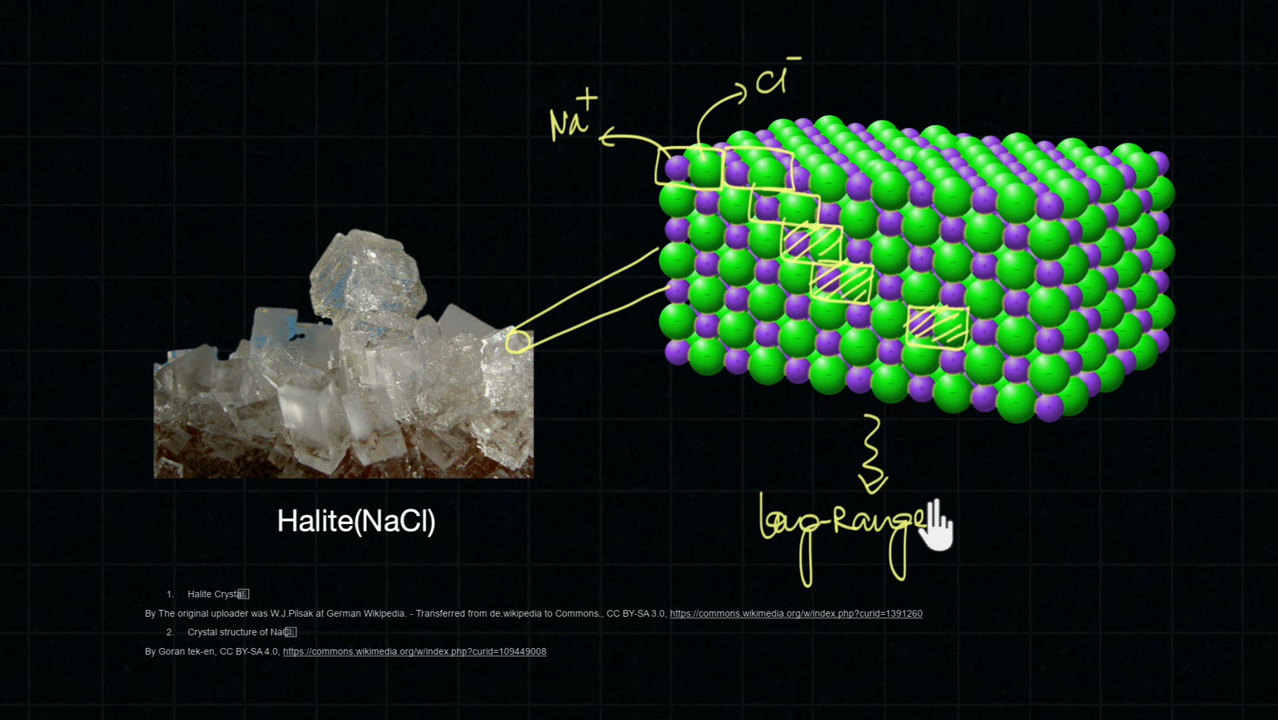 Cl⁻
Na⁺
long-Range
Halite(NaCl)
1. Halite Crystal
By The original uploader was W.J.Pilsak at German Wikipedia. - Transferred from de.wikipedia to Commons., CC BY-SA 3.0, https://commons.wikimedia.org/w/index.php?curid=1391260
2. Crystal structure of NaCl
By Goran tek-en, CC BY-SA 4.0, https://commons.wikimedia.org/w/index.php?curid=109449008